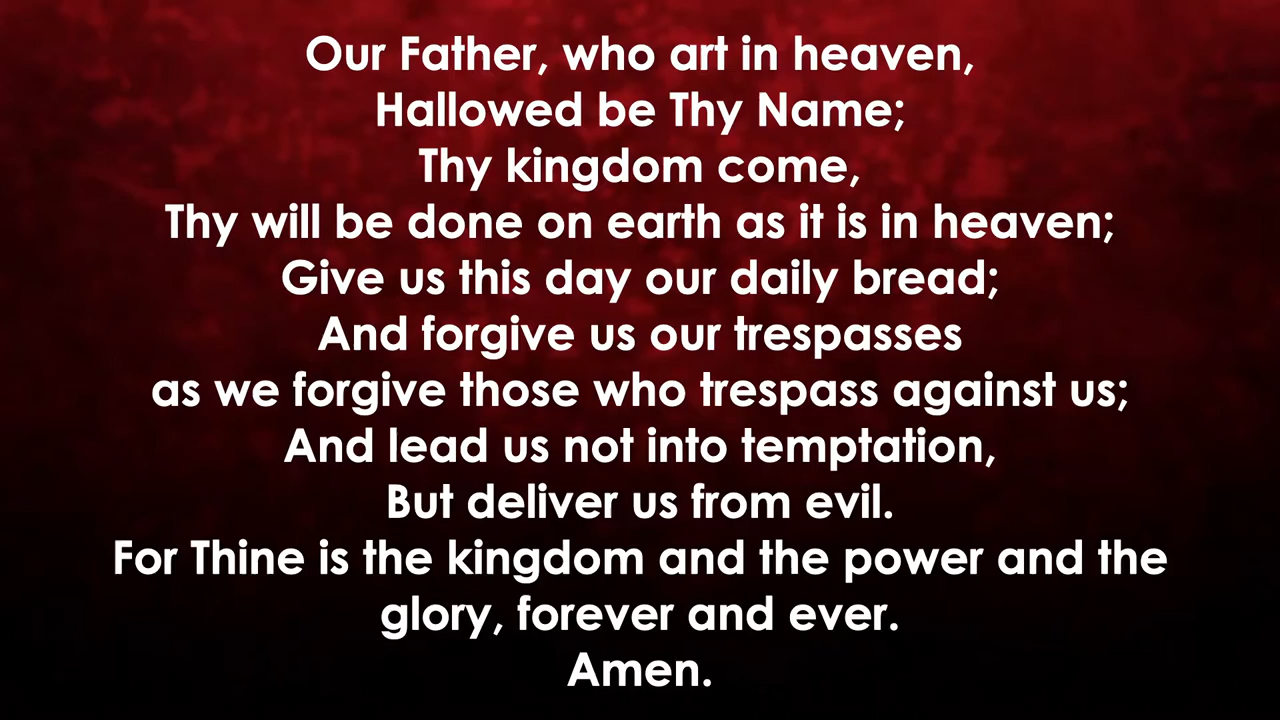 Our Father, who art in heaven,
Hallowed be Thy Name;
Thy kingdom come,
Thy will be done on earth as it is in heaven;
Give us this day our daily bread;
And forgive us our trespasses
as we forgive those who trespass against us;
And lead us not into temptation,
But deliver us from evil.
For Thine is the kingdom and the power and the
glory, forever and ever.
Amen.